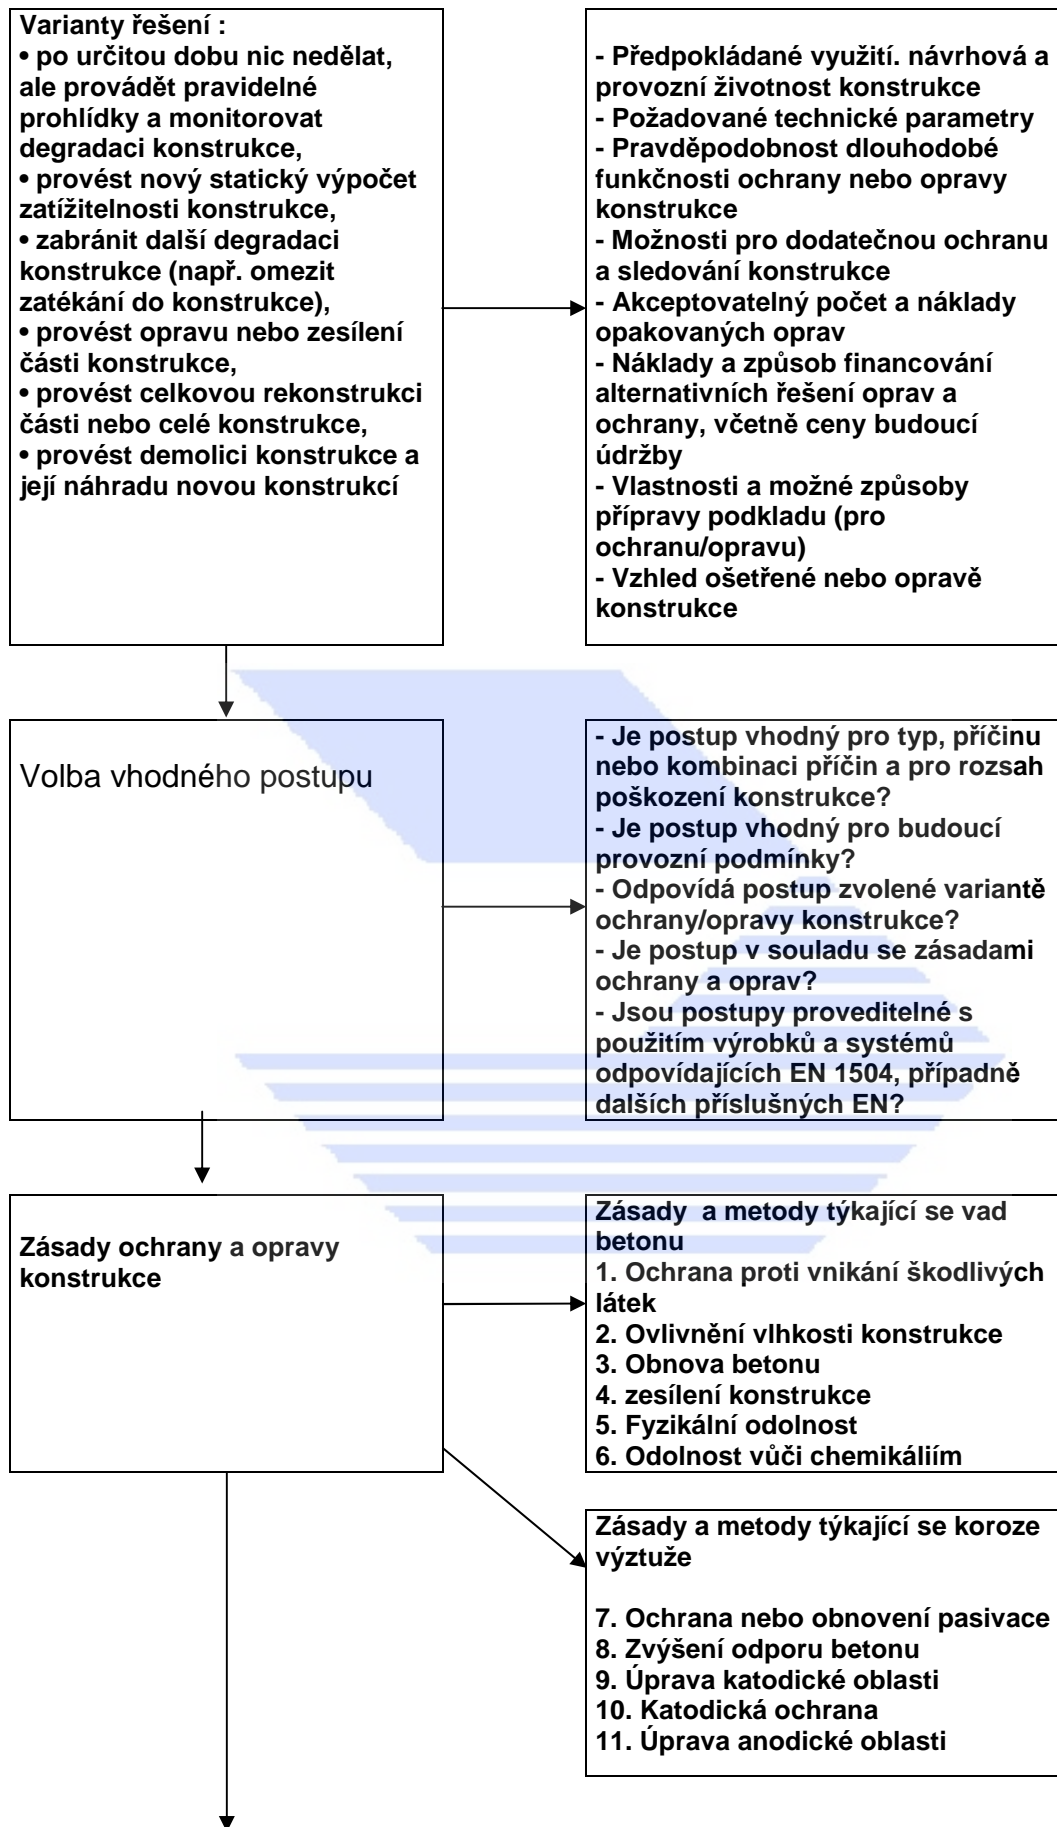 Varianty řešení :
• po určitou dobu nic nedělat,
ale provádět pravidelné
prohlídky a monitorovat
degradaci konstrukce,
• provést nový statický výpočet
zatížitelnosti konstrukce,
• zabránit další degradaci
konstrukce (např. omezit
zatékání do konstrukce),
• provést opravu nebo zesílení
části konstrukce,
• provést celkovou rekonstrukci
části nebo celé konstrukce,
• provést demolici konstrukce a
její náhradu novou konstrukcí
- Předpokládané využití. návrhová a
provozní životnost konstrukce
- Požadované technické parametry
- Pravděpodobnost dlouhodobé
funkčnosti ochrany nebo opravy
konstrukce
- Možnosti pro dodatečnou ochranu
a sledování konstrukce
- Akceptovatelný počet a náklady
opakovaných oprav
- Náklady a způsob financování
alternativních řešení oprav a
ochrany, včetně ceny budoucí
údržby
- Vlastnosti a možné způsoby
přípravy podkladu (pro
ochranu/opravu)
- Vzhled ošetřené nebo opravě
konstrukce
Volba vhodného postupu
- Je postup vhodný pro typ, příčinu
nebo kombinaci příčin a pro rozsah
poškození konstrukce?
- Je postup vhodný pro budoucí
provozní podmínky?
- Odpovídá postup zvolené variantě
ochrany/opravy konstrukce?
- Je postup v souladu se zásadami
ochrany a oprav?
- Jsou postupy proveditelné s
použitím výrobků a systémů
odpovídajících EN 1504, případně
dalších příslušných EN?
Zásady ochrany a opravy
konstrukce
Zásady a metody týkající se vad
betonu
1. Ochrana proti vnikání škodlivých
látek
2. Ovlivnění vlhkosti konstrukce
3. Obnova betonu
4. zesílení konstrukce
5. Fyzikální odolnost
6. Odolnost vůči chemikáliím
Zásady a metody týkající se koroze
výztuže
7. Ochrana nebo obnovení pasivace
8. Zvýšení odporu betonu
9. Úprava katodické oblasti
10. Katodická ochrana
11. Úprava anodické oblasti